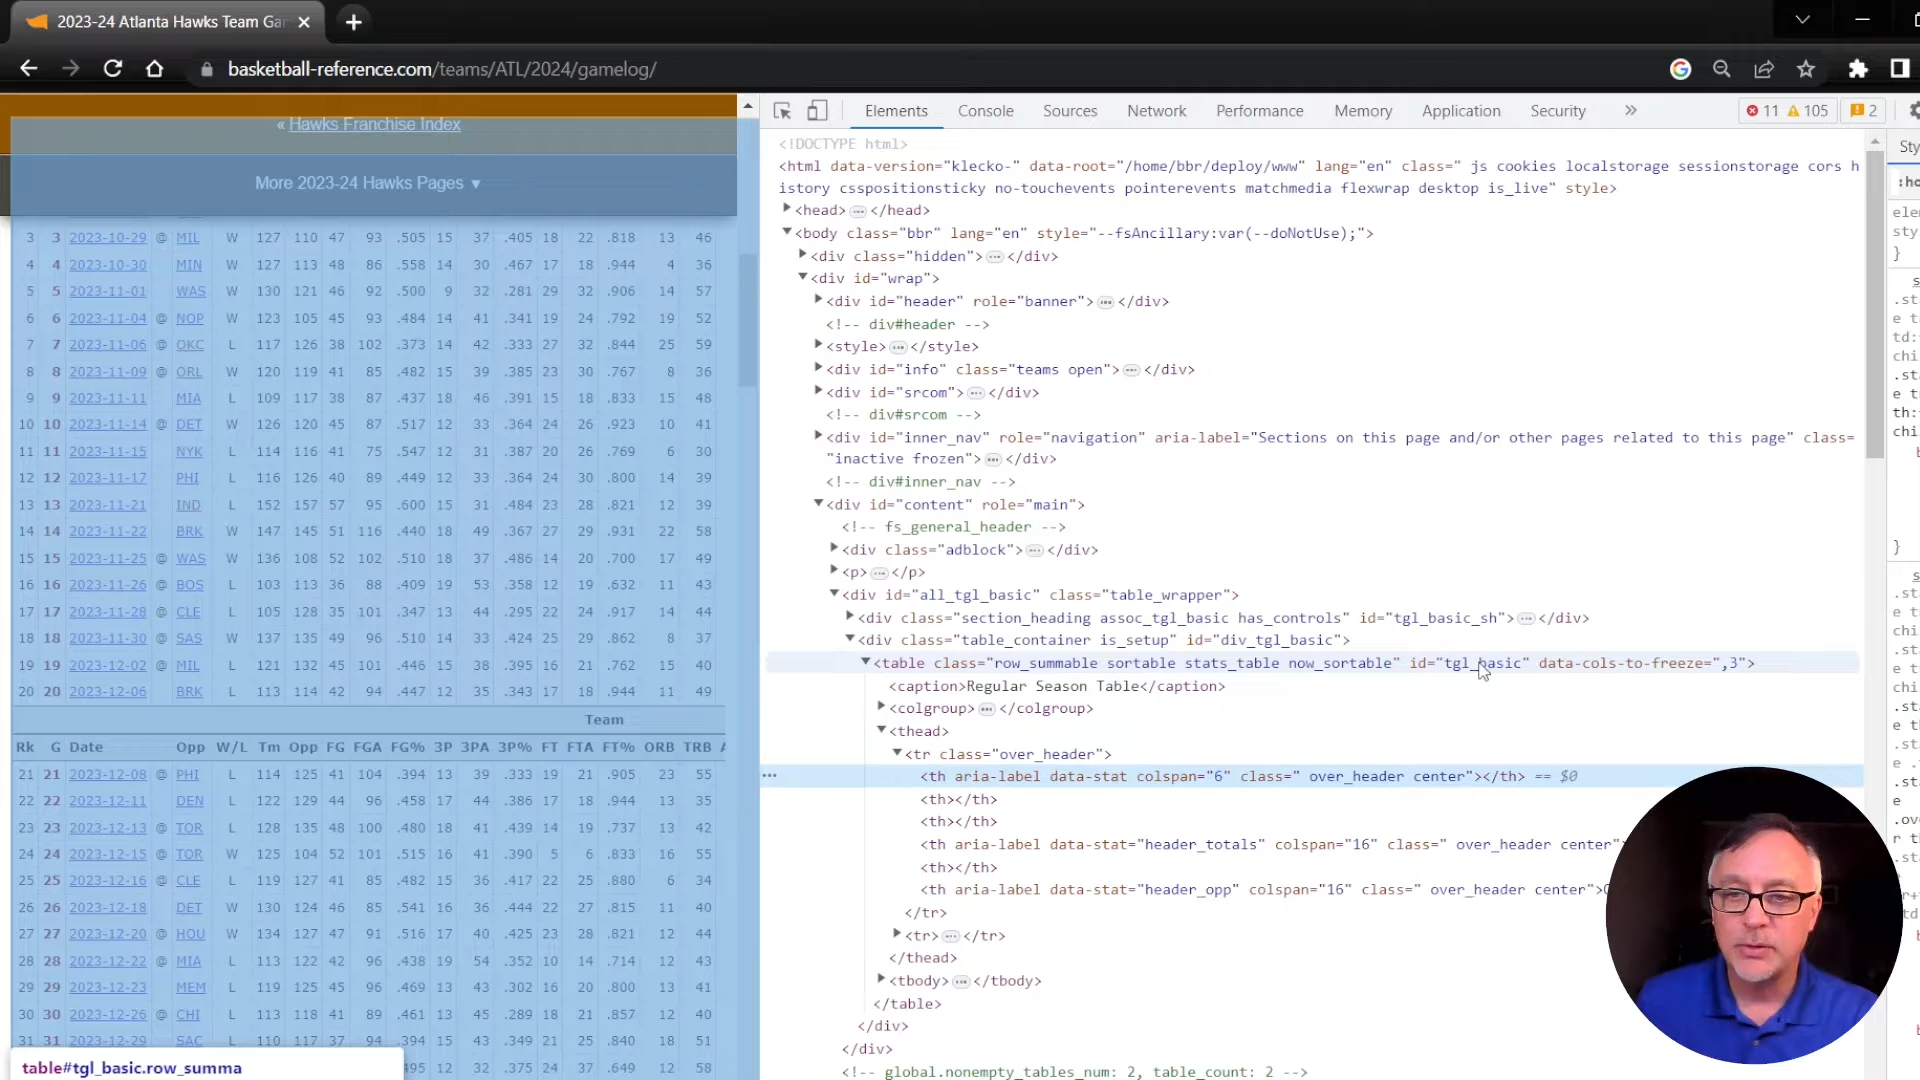 2023-24 Atlanta Hawks Team Gam
basketball-reference.com/teams/ATL/2024/gamelog/
« Hawks Franchise Index
More 2023-24 Hawks Pages ▼
3 3 2023-10-29 @ MIL W 127 110 47 93 .505 15 37 .405 18 22 .818 13 46
4 4 2023-10-30 MIN W 127 113 48 86 .558 14 30 .467 17 18 .944 4 36
5 5 2023-11-01 WAS W 130 121 46 92 .500 9 32 .281 29 32 .906 14 57
6 6 2023-11-04 @ NOP W 123 105 45 93 .484 14 41 .341 19 24 .792 19 52
7 7 2023-11-06 @ OKC L 117 126 38 102 .373 14 42 .333 27 32 .844 25 59
8 8 2023-11-09 @ ORL W 120 119 41 85 .482 15 39 .385 23 30 .767 8 36
9 9 2023-11-11 MIA L 109 117 38 87 .437 18 46 .391 15 18 .833 15 48
10 10 2023-11-14 @ DET W 126 120 45 87 .517 12 33 .364 24 26 .923 10 41
11 11 2023-11-15 NYK L 114 116 41 75 .547 12 31 .387 20 26 .769 6 30
12 12 2023-11-17 PHI L 116 126 40 89 .449 12 33 .364 24 30 .800 14 39
13 13 2023-11-21 IND L 152 157 57 95 .600 15 31 .484 23 28 .821 12 39
14 14 2023-11-22 BRK W 147 145 51 116 .440 18 49 .367 27 29 .931 22 58
15 15 2023-11-25 @ WAS W 136 108 52 102 .510 18 37 .486 14 20 .700 17 49
16 16 2023-11-26 @ BOS L 103 113 36 88 .409 19 53 .358 12 19 .632 11 43
17 17 2023-11-28 @ CLE L 105 128 35 101 .347 13 44 .295 22 24 .917 14 44
18 18 2023-11-30 @ SAS W 137 135 49 96 .510 14 33 .424 25 29 .862 8 37
19 19 2023-12-02 @ MIL L 121 132 45 101 .446 15 38 .395 16 21 .762 15 40
20 20 2023-12-06 BRK L 113 114 42 94 .447 12 35 .343 17 18 .944 11 49
Team
Rk G Date Opp W/L Tm Opp FG FGA FG% 3P 3PA 3P% FT FTA FT% ORB TRB
21 21 2023-12-08 @ PHI L 114 125 41 104 .394 13 39 .333 19 21 .905 23 55
22 22 2023-12-11 DEN L 122 129 44 96 .458 17 44 .386 17 18 .944 13 35
23 23 2023-12-13 @ TOR L 128 135 48 100 .480 18 41 .439 14 19 .737 13 42
24 24 2023-12-15 @ TOR W 125 104 52 101 .515 16 41 .390 5 6 .833 16 55
25 25 2023-12-16 @ CLE L 119 127 41 85 .482 15 36 .417 22 25 .880 6 34
26 26 2023-12-18 DET W 130 124 46 85 .541 16 36 .444 22 27 .815 11 40
27 27 2023-12-20 @ HOU W 134 127 47 91 .516 17 40 .425 23 28 .821 12 44
28 28 2023-12-22 @ MIA L 113 122 42 96 .438 19 54 .352 10 14 .714 12 43
29 29 2023-12-23 MEM L 119 125 45 96 .469 13 43 .302 16 20 .800 13 41
30 30 2023-12-26 @ CHI L 113 118 41 89 .461 13 45 .289 18 21 .857 12 40
31 31 2023-12-29 SAC L 110 117 37 94 .394 15 43 .349 21 25 .840 18 51
495 12 32 .375 24 37 .649 12 58
table#tgl_basic.row_summa
Elements Console Sources Network Performance Memory Application Security » 11 105 2
<!DOCTYPE html>
<html data-version="klecko-" data-root="/home/bbr/deploy/www" lang="en" class=" js cookies localstorage sessionstorage cors h
istory csspositionsticky no-touchevents pointerevents matchmedia flexwrap desktop is_live" style>
<head> … </head>
<body class="bbr" lang="en" style="--fsAncillary:var(--doNotUse);">
<div class="hidden"> … </div>
<div id="wrap">
<div id="header" role="banner"> … </div>
<!-- div#header -->
<style> … </style>
<div id="info" class="teams open"> … </div>
<div id="srcom"> … </div>
<!-- div#srcom -->
<div id="inner_nav" role="navigation" aria-label="Sections on this page and/or other pages related to this page" class=
"inactive frozen"> … </div>
<!-- div#inner_nav -->
<div id="content" role="main">
<!-- fs_general_header -->
<div class="adblock"> … </div>
<p> … </p>
<div id="all_tgl_basic" class="table_wrapper">
<div class="section_heading assoc_tgl_basic has_controls" id="tgl_basic_sh"> … </div>
<div class="table_container is_setup" id="div_tgl_basic">
<table class="row_summable sortable stats_table now_sortable" id="tgl_basic" data-cols-to-freeze=",3">
<caption>Regular Season Table</caption>
<colgroup> … </colgroup>
<thead>
<tr class="over_header">
… <th aria-label data-stat colspan="6" class=" over_header center"></th> == $0
<th></th>
<th></th>
<th aria-label data-stat="header_totals" colspan="16" class=" over_header center"
<th></th>
<th aria-label data-stat="header_opp" colspan="16" class=" over_header center">
</tr>
<tr> … </tr>
</thead>
<tbody> … </tbody>
</table>
</div>
</div>
<!-- global.nonempty_tables_num: 2, table_count: 2 -->
Sty
:ho
elem
sty
}